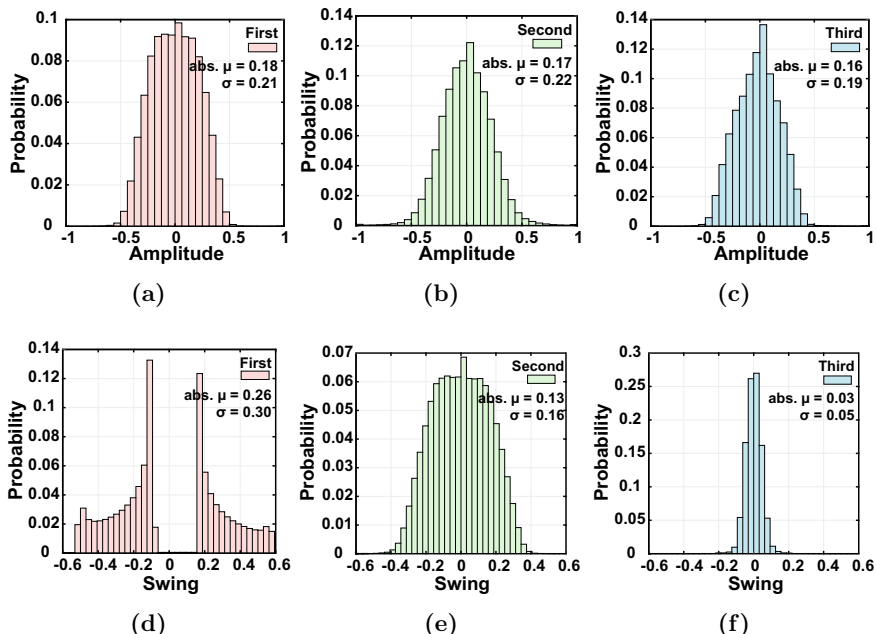 First
abs. μ = 0.18
σ = 0.21
Probability
0.1
0.08
0.06
0.04
0.02
0
-1 -0.5 0 0.5 1
Amplitude
(a)
Second
abs. μ = 0.17
σ = 0.22
Probability
0.14
0.12
0.1
0.08
0.06
0.04
0.02
0
-1 -0.5 0 0.5 1
Amplitude
(b)
Third
abs. μ = 0.16
σ = 0.19
Probability
0.14
0.12
0.1
0.08
0.06
0.04
0.02
0
-1 -0.5 0 0.5 1
Amplitude
(c)
First
abs. μ = 0.26
σ = 0.30
Probability
0.14
0.12
0.1
0.08
0.06
0.04
0.02
0
-0.6 -0.4 -0.2 0 0.2 0.4 0.6
Swing
(d)
Second
abs. μ = 0.13
σ = 0.16
Probability
0.07
0.06
0.05
0.04
0.03
0.02
0.01
0
-0.6 -0.4 -0.2 0 0.2 0.4 0.6
Swing
(e)
Third
abs. μ = 0.03
σ = 0.05
Probability
0.3
0.25
0.2
0.15
0.1
0.05
0
-0.6 -0.4 -0.2 0 0.2 0.4 0.6
Swing
(f)